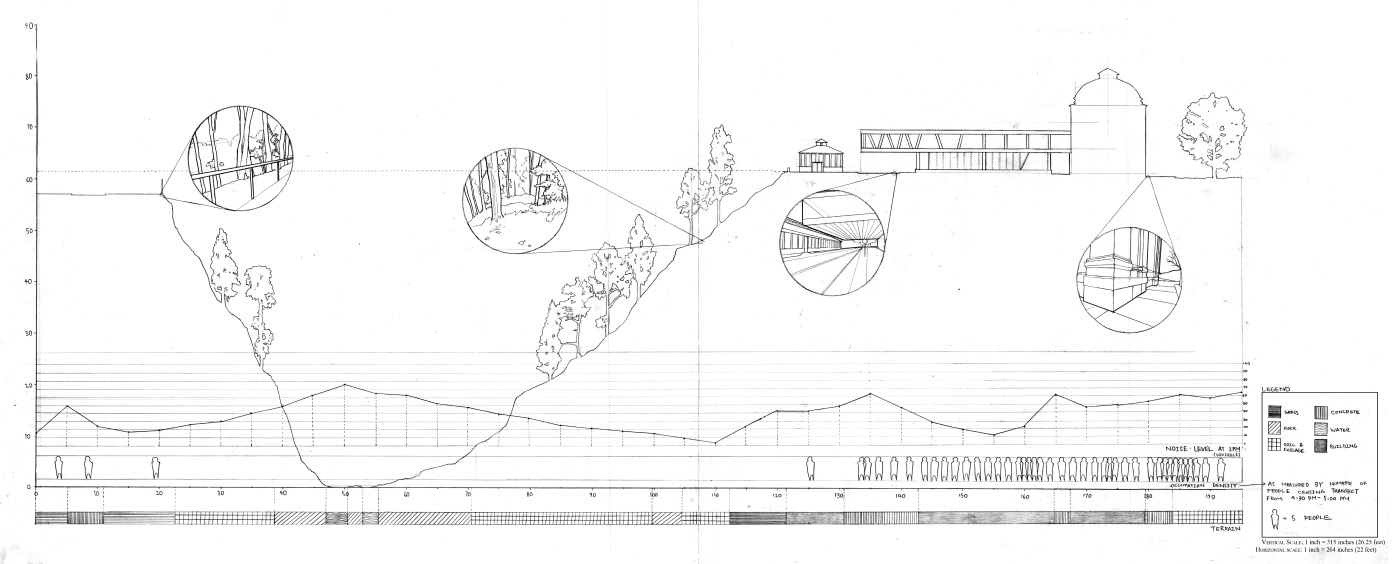 90
80
70
60
50
40
30
20
10
0
NOISE LEVEL AT 2PM
(DECIBELS)
OCCUPATION DENSITY
0 10 20 30 40 50 60 70 80 90 100 110 120 130 140 150 160 170 180 190
TERRAIN
LEGEND
GRASS
CONCRETE
ROCK
WATER
SOIL &
FOLIAGE
BUILDING
AS MEASURED BY NUMBER OF
PEOPLE CROSSING TRANSECT
FROM 4:30 PM - 5:00 PM
= 5 PEOPLE
VERTICAL SCALE: 1 inch = 315 inches (26.25 feet)
HORIZONTAL SCALE: 1 inch = 264 inches (22 feet)